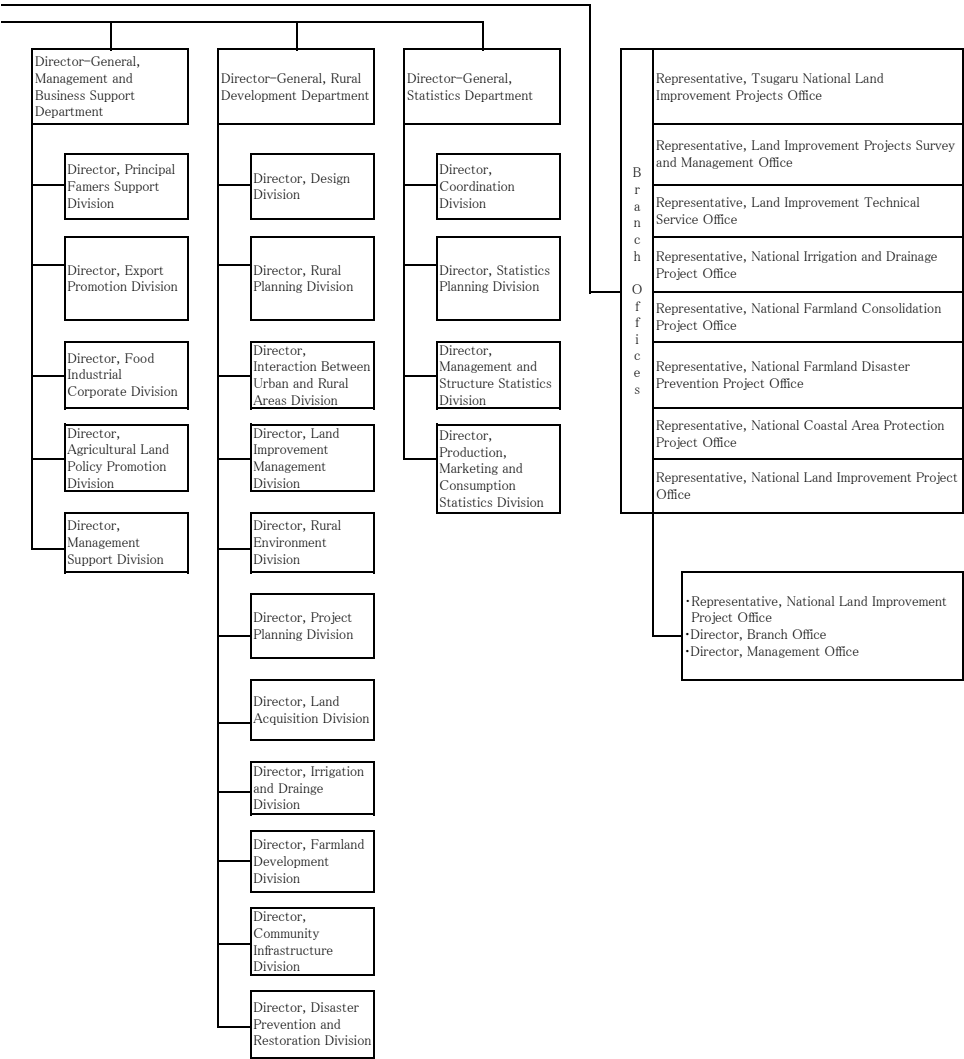 Director-General,
Management and
Business Support
Department
Director, Principal
Famers Support
Division
Director, Export
Promotion Division
Director, Food
Industrial
Corporate Division
Director,
Agricultural Land
Policy Promotion
Division
Director,
Management
Support Division
Director-General, Rural
Development Department
Director, Design
Division
Director, Rural
Planning Division
Director,
Interaction Between
Urban and Rural
Areas Division
Director, Land
Improvement
Management
Division
Director, Rural
Environment
Division
Director, Project
Planning Division
Director, Land
Acquisition Division
Director, Irrigation
and Drainge
Division
Director, Farmland
Development
Division
Director,
Community
Infrastructure
Division
Director, Disaster
Prevention and
Restoration Division
Director-General,
Statistics Department
Director,
Coordination
Division
Director, Statistics
Planning Division
Director,
Management and
Structure Statistics
Division
Director,
Production,
Marketing and
Consumption
Statistics Division
Branch Offices
Representative, Tsugaru National Land
Improvement Projects Office
Representative, Land Improvement Projects Survey
and Management Office
Representative, Land Improvement Technical
Service Office
Representative, National Irrigation and Drainage
Project Office
Representative, National Farmland Consolidation
Project Office
Representative, National Farmland Disaster
Prevention Project Office
Representative, National Coastal Area Protection
Project Office
Representative, National Land Improvement Project
Office
・Representative, National Land Improvement
Project Office
・Director, Branch Office
・Director, Management Office